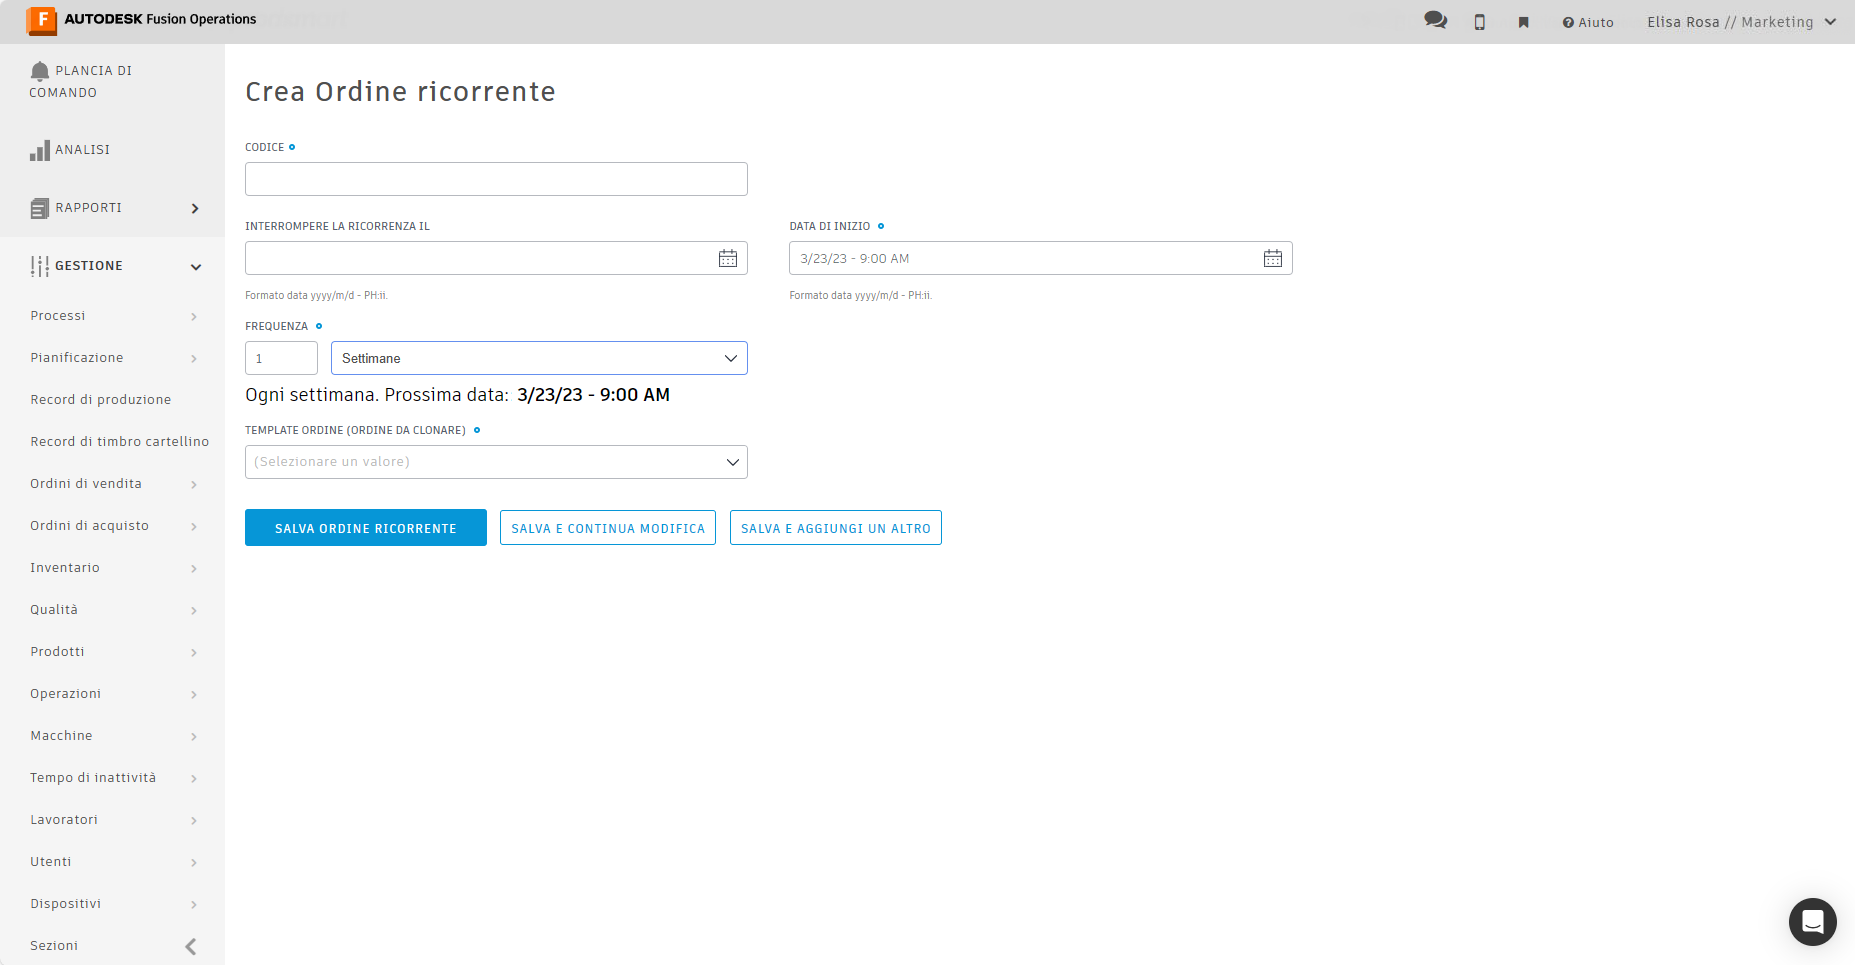 F AUTODESK Fusion Operations
Aiuto
Elisa Rosa // Marketing
PLANCIA DI
COMANDO
ANALISI
RAPPORTI
GESTIONE
Processi
Pianificazione
Record di produzione
Record di timbro cartellino
Ordini di vendita
Ordini di acquisto
Inventario
Qualità
Prodotti
Operazioni
Macchine
Tempo di inattività
Lavoratori
Utenti
Dispositivi
Sezioni
Crea Ordine ricorrente
CODICE
INTERROMPERE LA RICORRENZA IL
DATA DI INIZIO
3/23/23 - 9:00 AM
Formato data yyyy/m/d - PH:ii.
Formato data yyyy/m/d - PH:ii.
FREQUENZA
1
Settimane
Ogni settimana. Prossima data: 3/23/23 - 9:00 AM
TEMPLATE ORDINE (ORDINE DA CLONARE)
(Selezionare un valore)
SALVA ORDINE RICORRENTE
SALVA E CONTINUA MODIFICA
SALVA E AGGIUNGI UN ALTRO